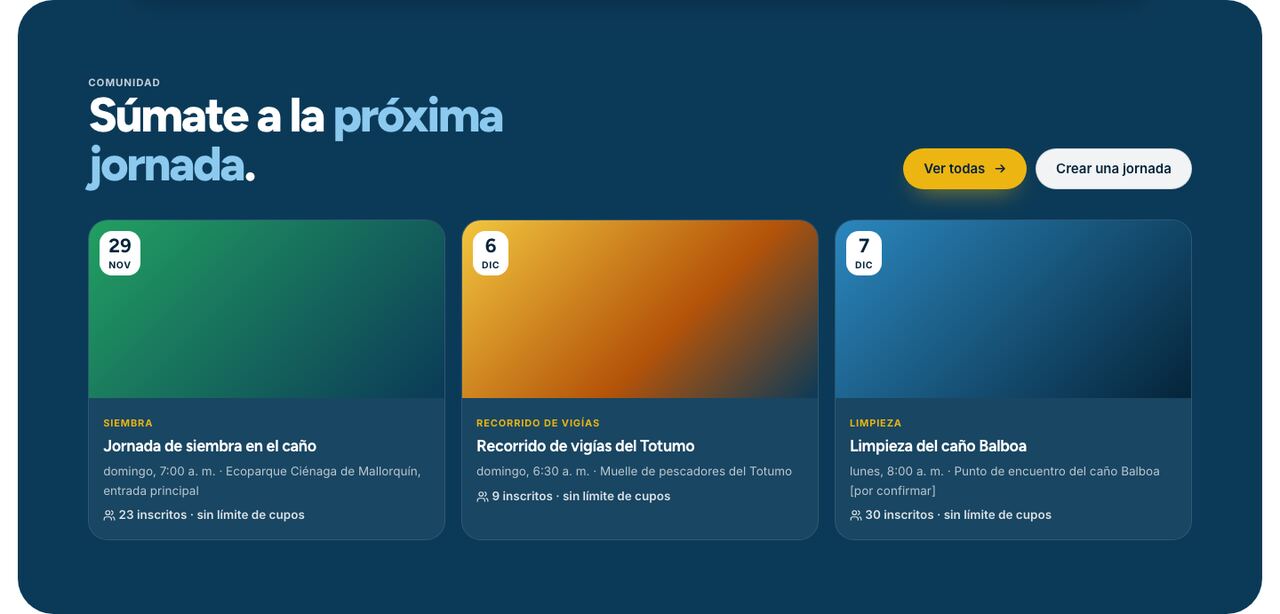 COMUNIDAD
Súmate a la próxima
jornada.
Ver todas →
Crear una jornada
29
NOV
SIEMBRA
Jornada de siembra en el caño
domingo, 7:00 a. m. · Ecoparque Ciénaga de Mallorquín,
entrada principal
23 inscritos · sin límite de cupos
6
DIC
RECORRIDO DE VIGÍAS
Recorrido de vigías del Totumo
domingo, 6:30 a. m. · Muelle de pescadores del Totumo
9 inscritos · sin límite de cupos
7
DIC
LIMPIEZA
Limpieza del caño Balboa
lunes, 8:00 a. m. · Punto de encuentro del caño Balboa
[por confirmar]
30 inscritos · sin límite de cupos